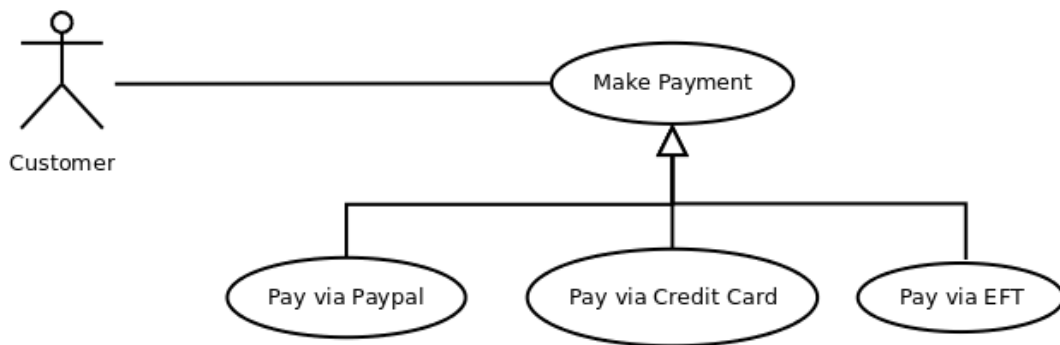 Make Payment
Customer
Pay via Paypal
Pay via Credit Card
Pay via EFT